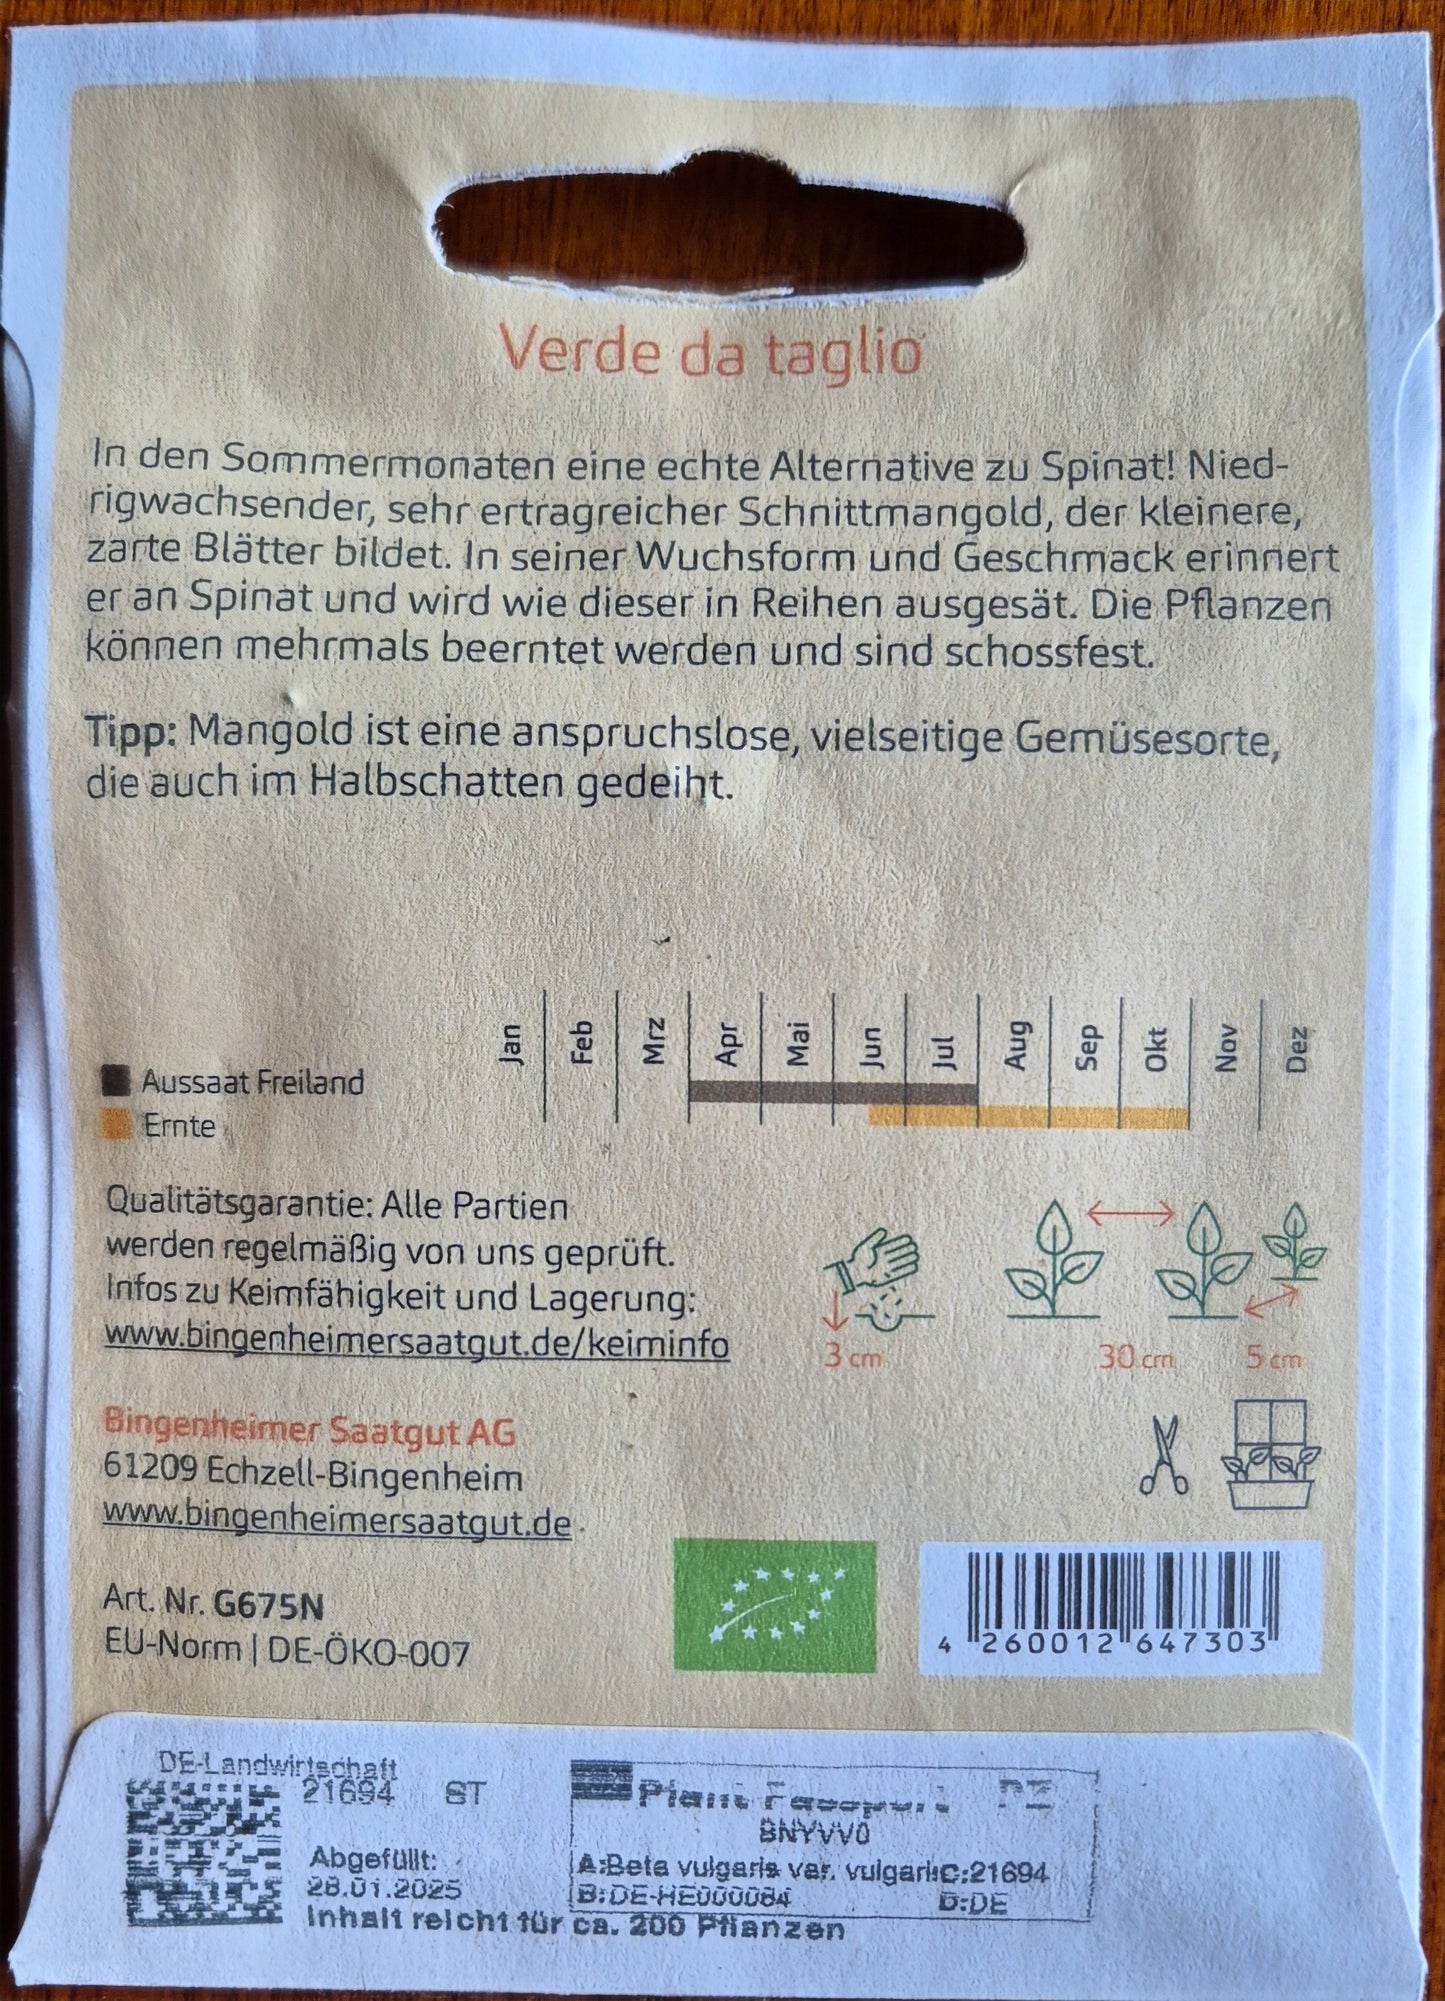 Verde da taglio
In den Sommermonaten eine echte Alternative zu Spinat! Nied-
rigwachsender, sehr ertragreicher Schnittmangold, der kleinere,
zarte Blätter bildet. In seiner Wuchsform und Geschmack erinnert
er an Spinat und wird wie dieser in Reihen ausgesät. Die Pflanzen
können mehrmals beerntet werden und sind schossfest.
Tipp: Mangold ist eine anspruchslose, vielseitige Gemüsesorte,
die auch im Halbschatten gedeiht.
Jan Feb Mrz Apr Mai Jun Jul Aug Sep Okt Nov Dez
Aussaat Freiland
Ernte
Qualitätsgarantie: Alle Partien
werden regelmäßig von uns geprüft.
Infos zu Keimfähigkeit und Lagerung:
www.bingenheimersaatgut.de/keiminfo
3 cm 30 cm 5 cm
Bingenheimer Saatgut AG
61209 Echzell-Bingenheim
www.bingenheimersaatgut.de
Art. Nr. G675N
EU-Norm | DE-ÖKO-007
4 260012 647303
DE-Landwirtschaft
21694 ST
Abgefüllt:
28.01.2025
Inhalt reicht für ca. 200 Pflanzen
Plant Passport PZ
BNYVV0
A:Beta vulgaris var. vulgaris C:21694
B:DE-HE000084 D:DE